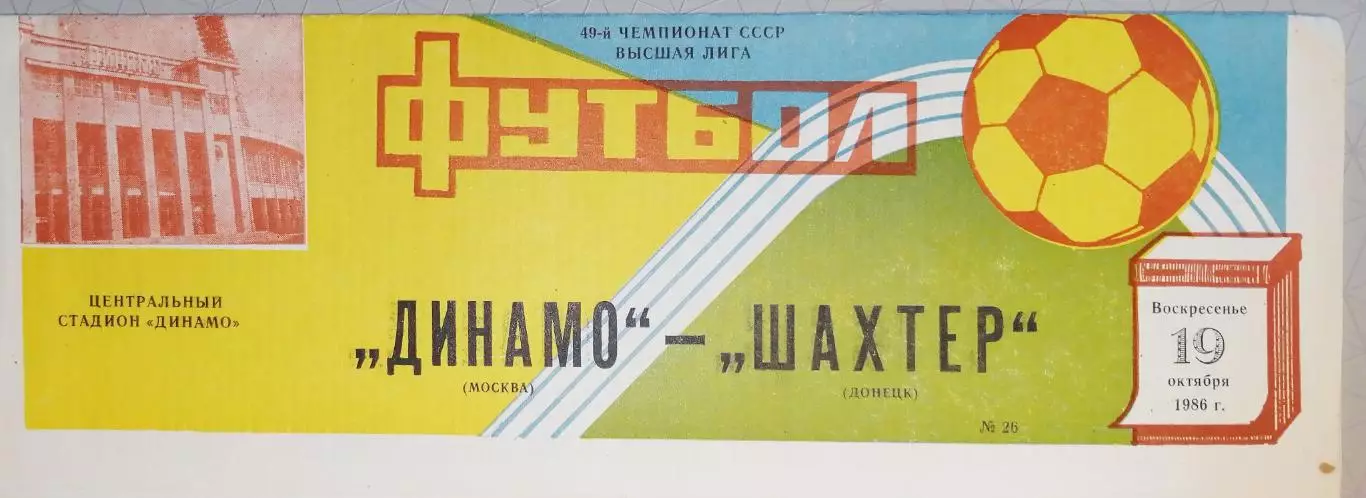 49-й ЧЕМПИОНАТ СССР
ВЫСШАЯ ЛИГА
ФУТБОЛ
ДИНАМО
ЦЕНТРАЛЬНЫЙ
СТАДИОН «ДИНАМО»
„ДИНАМО“ — „ШАХТЕР“
(МОСКВА)
(ДОНЕЦК)
№ 26
Воскресенье
19
октября
1986 г.